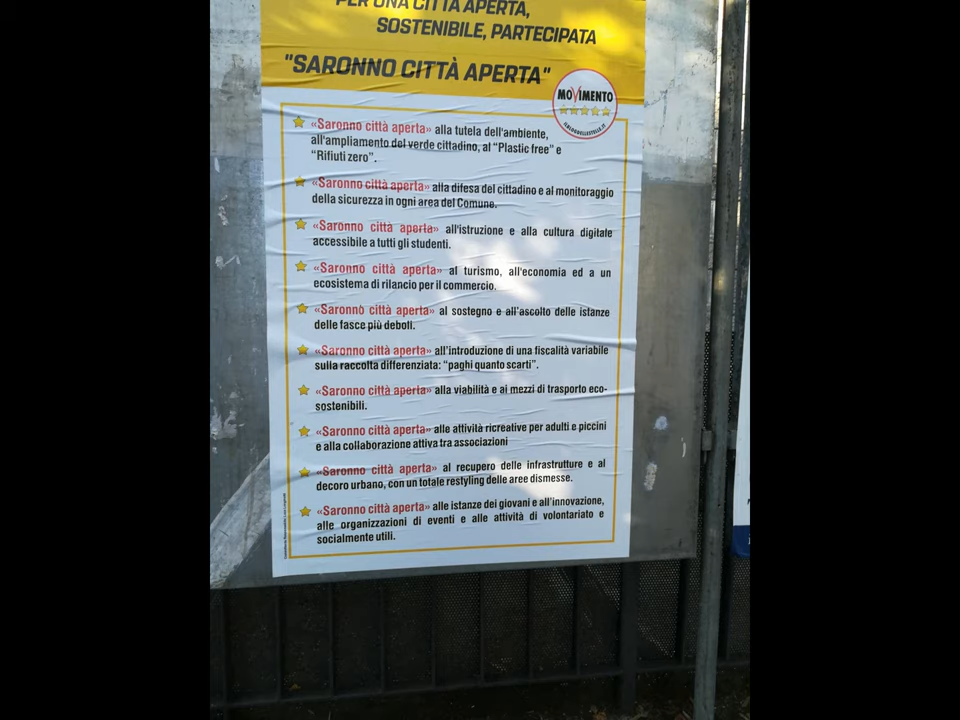 PER UNA CITTÀ APERTA,
SOSTENIBILE, PARTECIPATA
"SARONNO CITTÀ APERTA"
MOVIMENTO
ILBLOGDELLESTELLE.IT
«Saronno città aperta» alla tutela dell'ambiente,
all'ampliamento del verde cittadino, al “Plastic free” e
“Rifiuti zero”.
«Saronno città aperta» alla difesa del cittadino e al monitoraggio
della sicurezza in ogni area del Comune.
«Saronno città aperta» all'istruzione e alla cultura digitale
accessibile a tutti gli studenti.
«Saronno città aperta» al turismo, all'economia ed a un
ecosistema di rilancio per il commercio.
«Saronno città aperta» al sostegno e all'ascolto delle istanze
delle fasce più deboli.
«Saronno città aperta» all'introduzione di una fiscalità variabile
sulla raccolta differenziata: “paghi quanto scarti”.
«Saronno città aperta» alla viabilità e ai mezzi di trasporto eco-
sostenibili.
«Saronno città aperta» alle attività ricreative per adulti e piccini
e alla collaborazione attiva tra associazioni
«Saronno città aperta» al recupero delle infrastrutture e al
decoro urbano, con un totale restyling delle aree dismesse.
«Saronno città aperta» alle istanze dei giovani e all'innovazione,
alle organizzazioni di eventi e alle attività di volontariato e
socialmente utili.